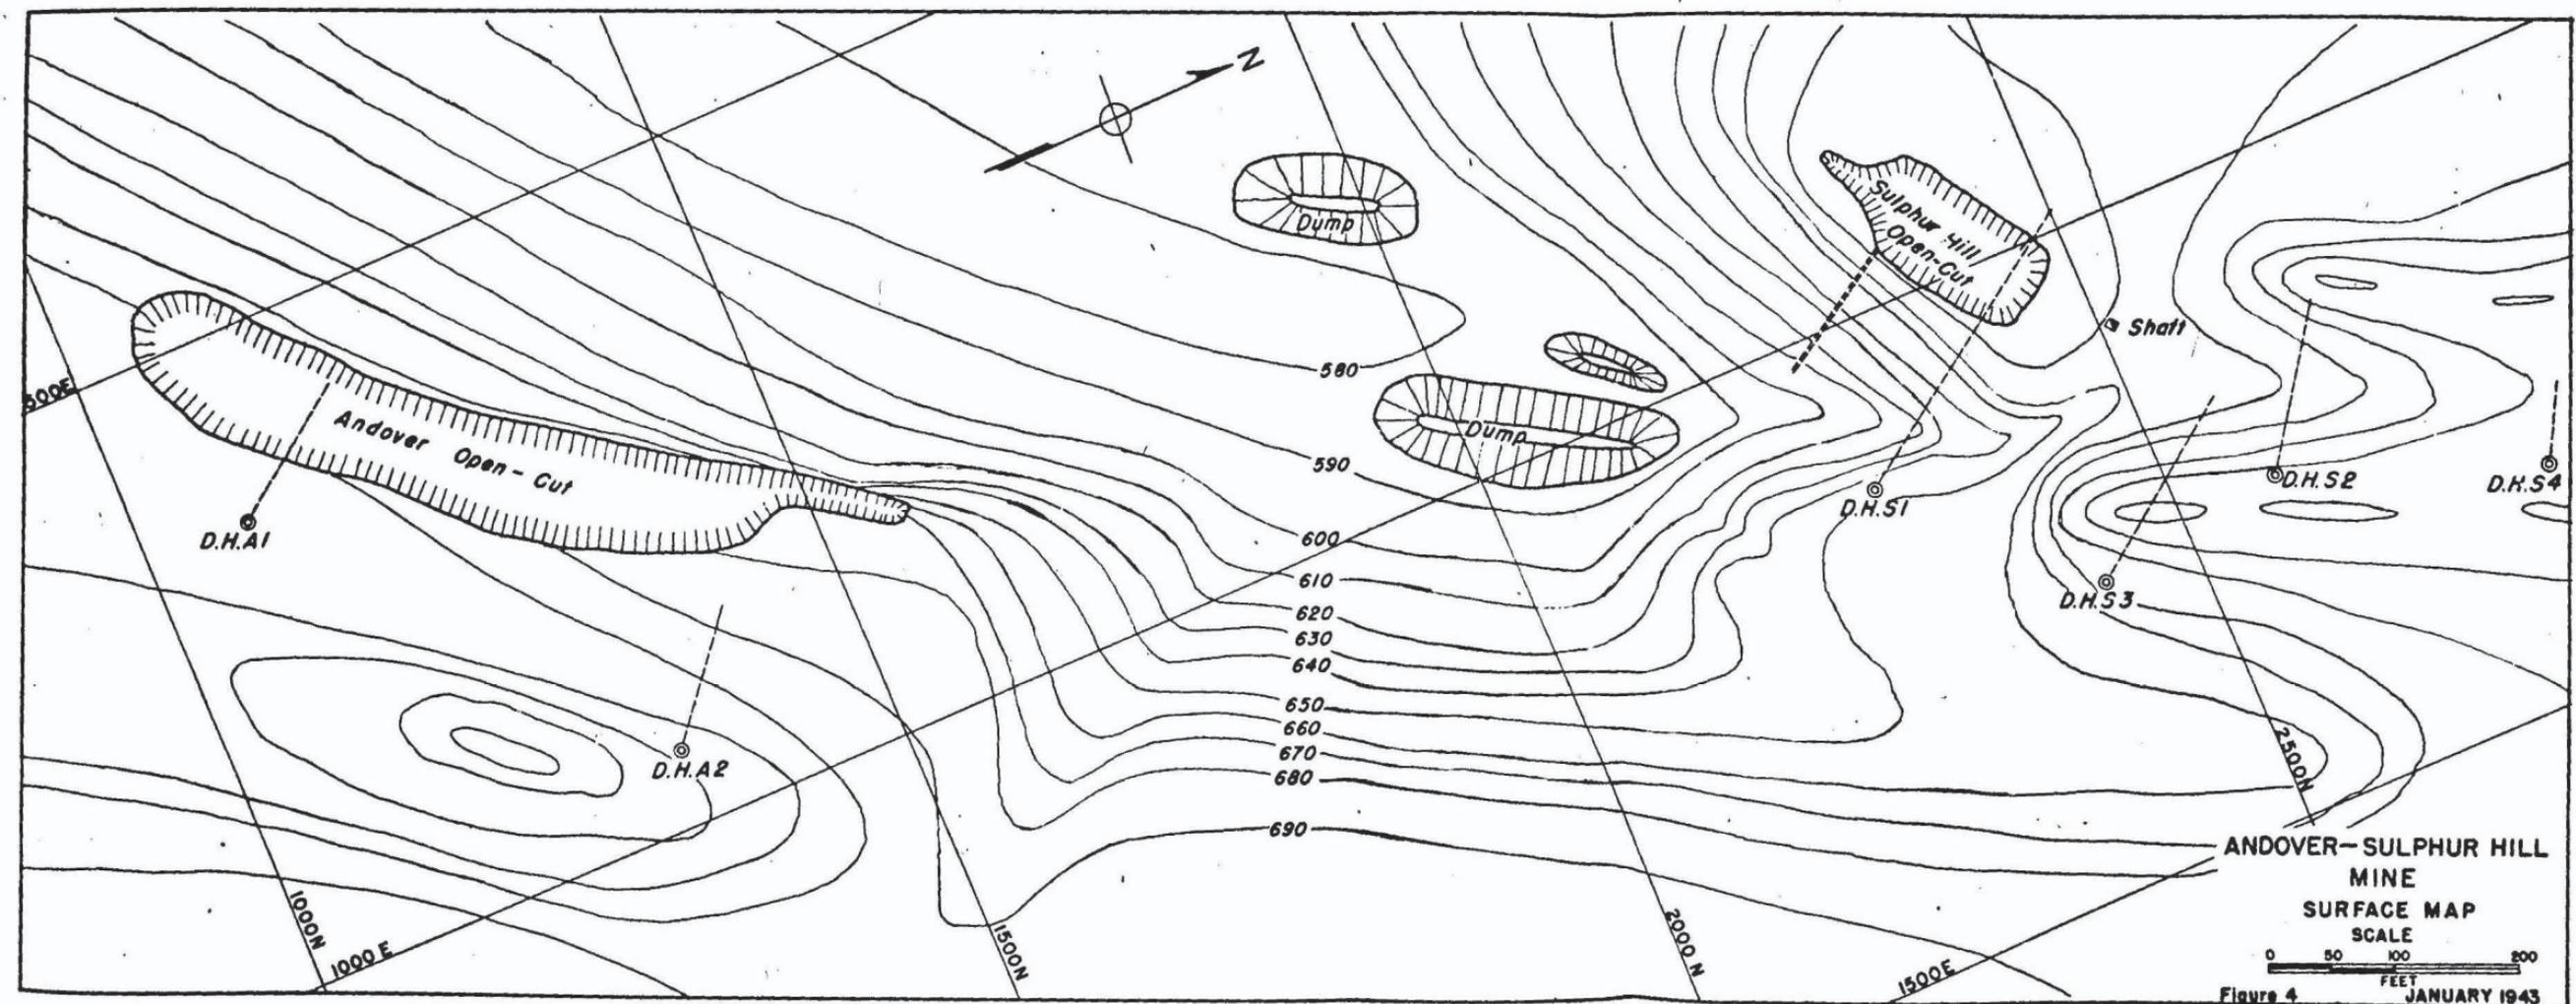 N
Dump
Sulphur Hill
Open-Cut
Shaft
500E
580
Andover Open-Cut
Dump
590
D.H.S2
D.H.S4
D.H.S1
D.H.A1
600
610
D.H.S3
620
630
640
650
660
D.H.A2
670
680
2500N
690
ANDOVER-SULPHUR HILL
MINE
SURFACE MAP
SCALE
0 50 100 200
FEET
1000N
1000E
1500N
2000N
1500E
Figure 4
JANUARY 1943